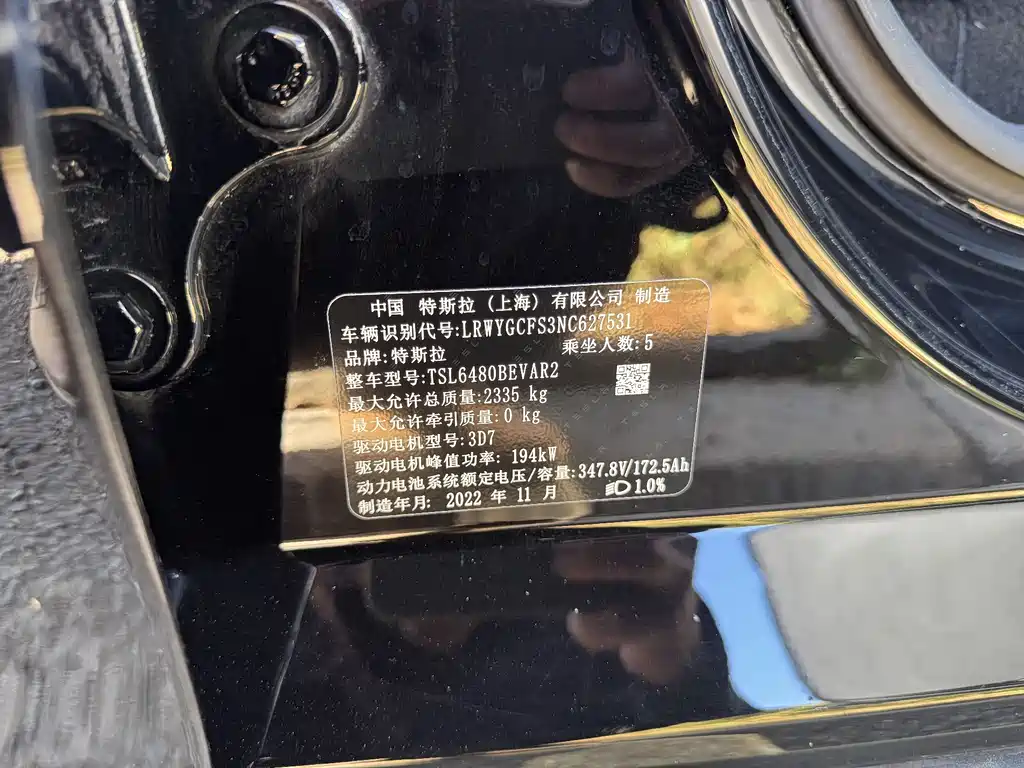 中国 特斯拉（上海）有限公司 制造
车辆识别代号:LRWYGCFS3NC627531
品牌:特斯拉 乘坐人数:5
整车型号:TSL6480BEVAR2
最大允许总质量:2335 kg
最大允许牵引质量:0 kg
驱动电机型号:3D7
驱动电机峰值功率: 194kW
动力电池系统额定电压/容量:347.8V/172.5Ah
制造年月: 2022 年 11 月 1.0%